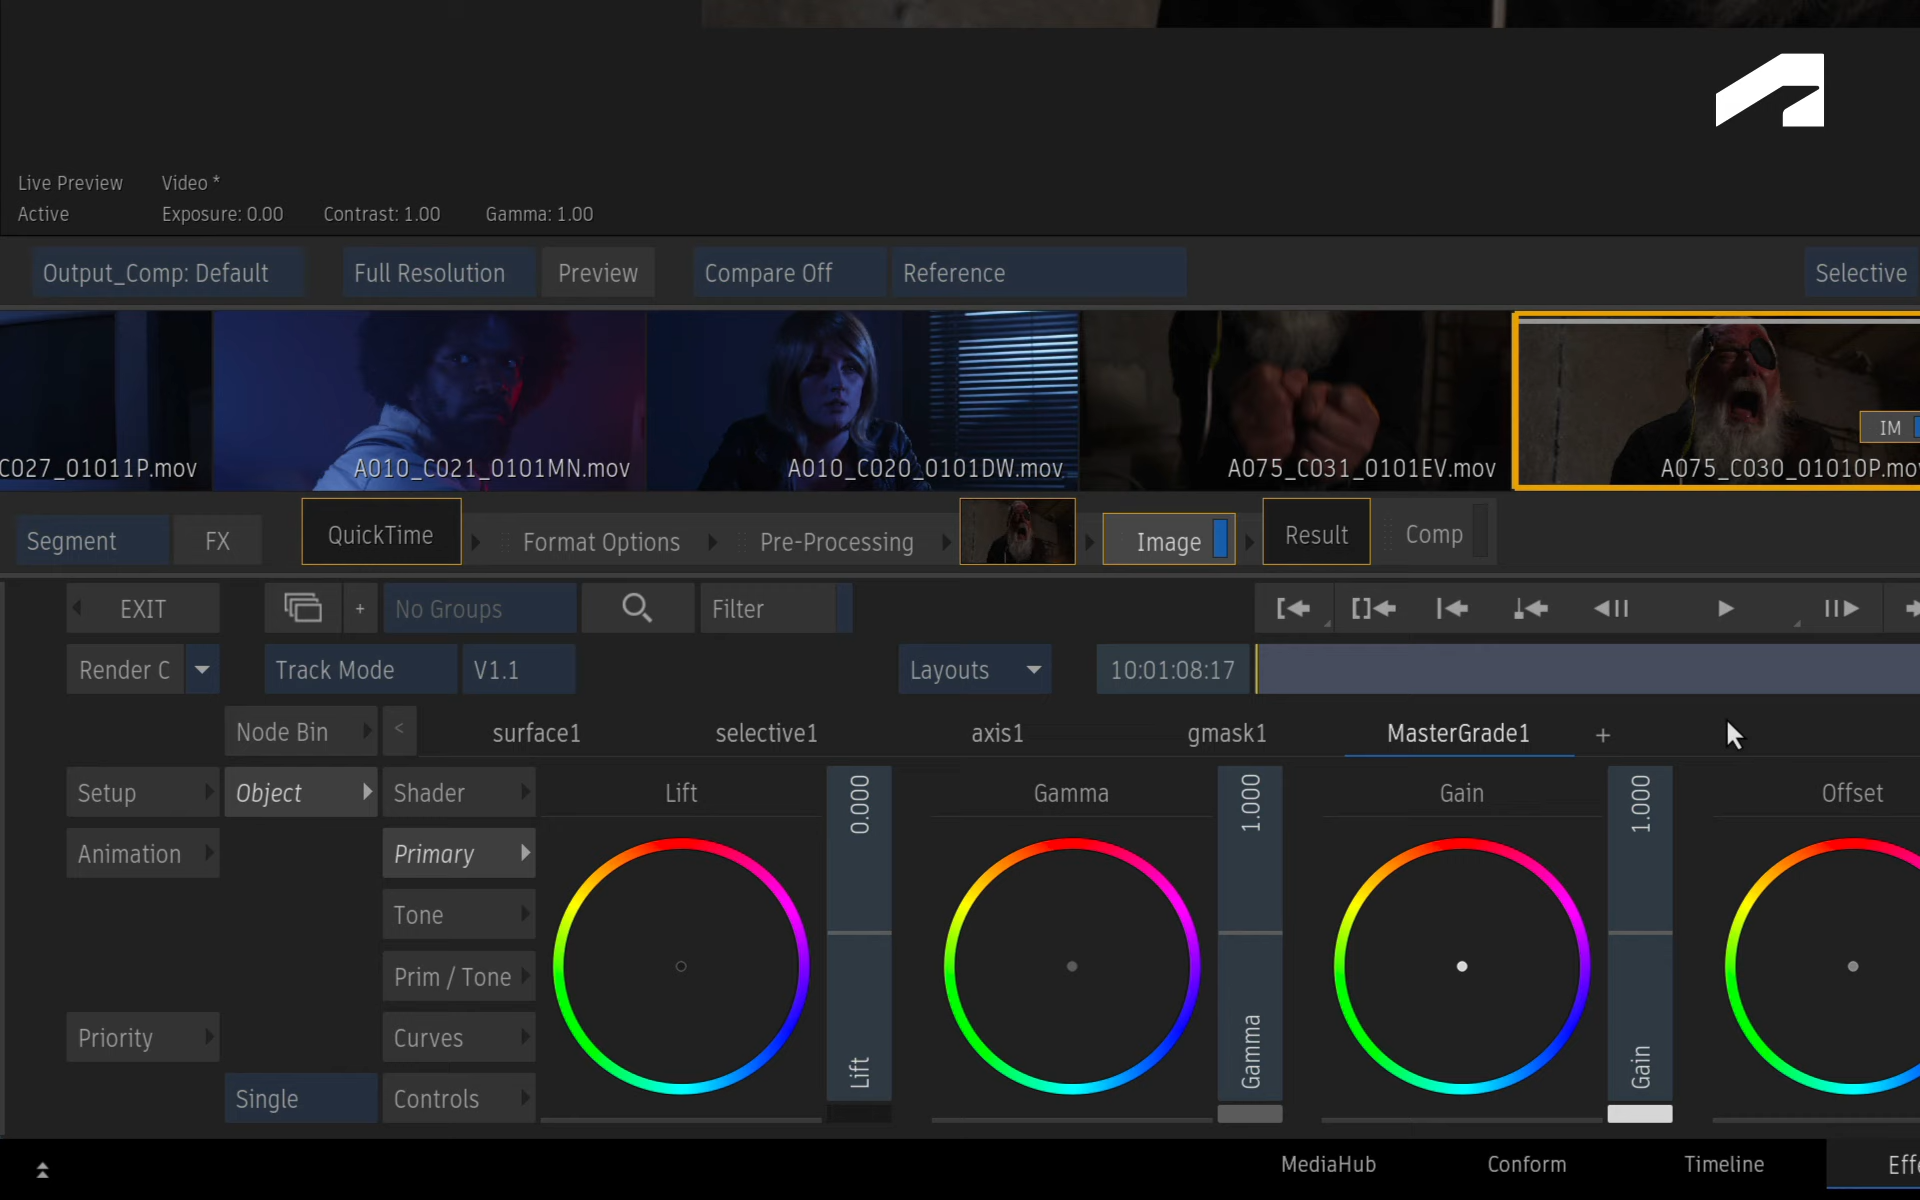 Live Preview Video *
Active Exposure: 0.00 Contrast: 1.00 Gamma: 1.00
Output_Comp: Default Full Resolution Preview Compare Off Reference Selective
IM
C027_01011P.mov A010_C021_0101MN.mov A010_C020_0101DW.mov A075_C031_0101EV.mov A075_C030_01010P.mov
Segment FX QuickTime Format Options Pre-Processing Image Result Comp
EXIT + No Groups Filter
Render C Track Mode V1.1 Layouts 10:01:08:17
Node Bin < surface1 selective1 axis1 gmask1 MasterGrade1 +
Setup Object Shader Lift 0.000 Gamma 1.000 Gain 1.000 Offset
Animation Primary
Tone
Prim / Tone
Priority Curves
Lift Gamma Gain
Single Controls
MediaHub Conform Timeline Effe